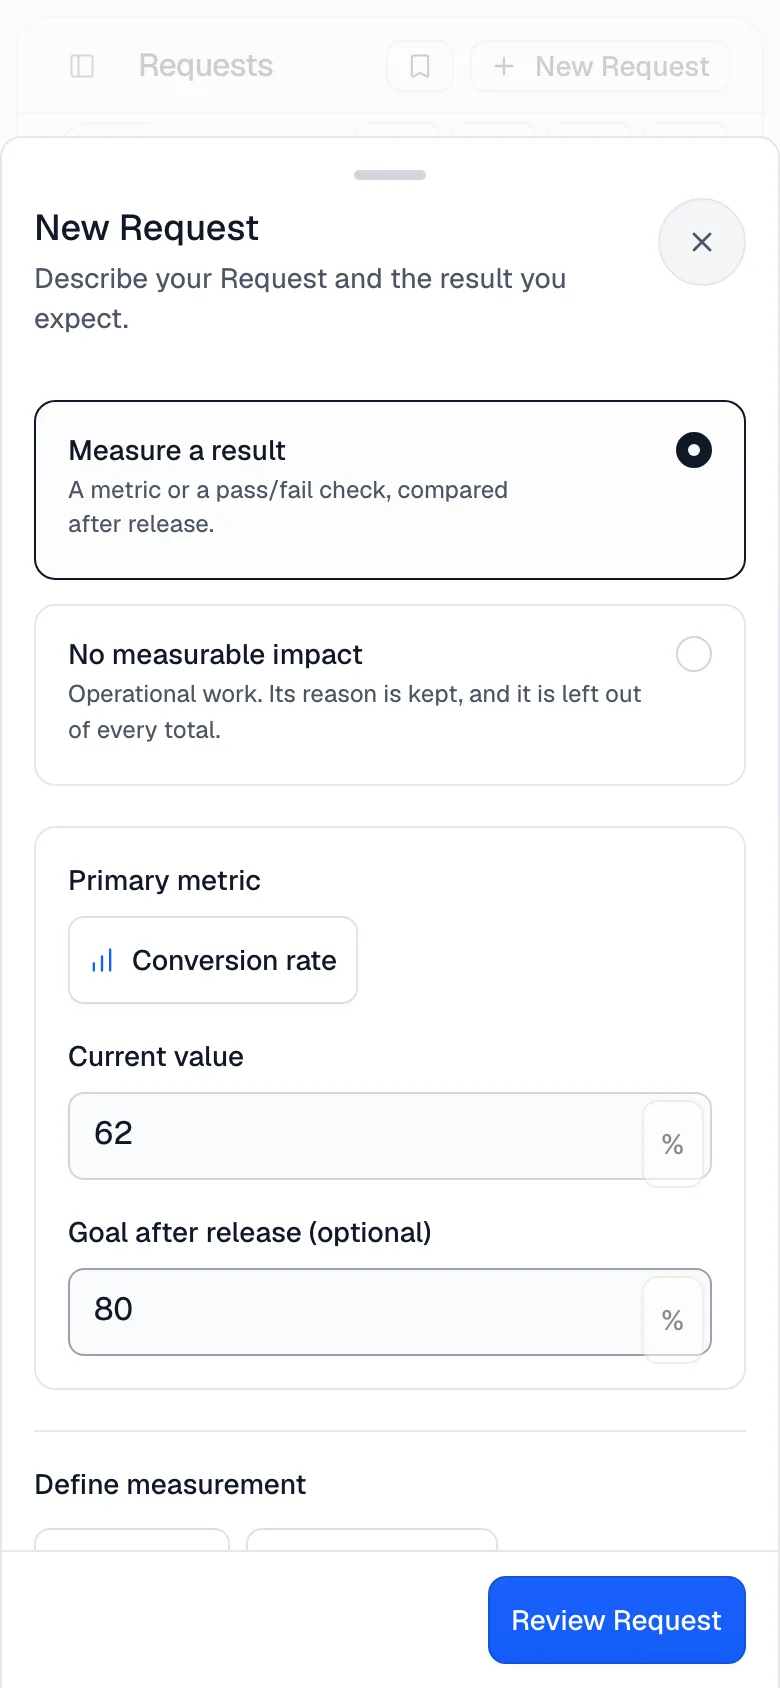 Requests
New Request
New Request
Describe your Request and the result you
expect.
Measure a result
A metric or a pass/fail check, compared
after release.
No measurable impact
Operational work. Its reason is kept, and it is left out
of every total.
Primary metric
Conversion rate
Current value
62
%
Goal after release (optional)
80
%
Define measurement
Review Request